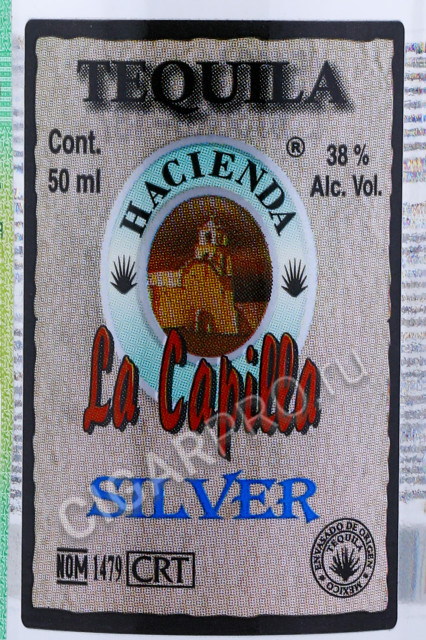 TEQUILA
Cont.
50 ml
®
38 %
Alc. Vol.
HACIENDA
La Capilla
SILVER
NOM 1479 CRT
ENVASADO DE ORIGEN
TEQUILA
MEXICO
CIGARPRO.ru